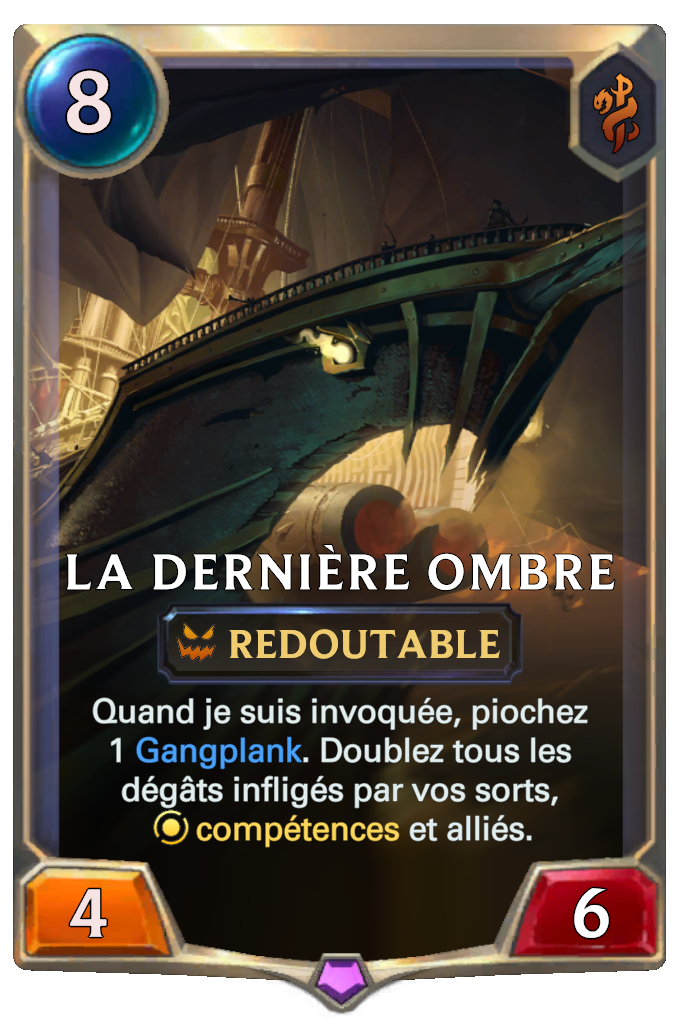 8
LA DERNIÈRE OMBRE
REDOUTABLE
Quand je suis invoquée, piochez
1 Gangplank. Doublez tous les
dégâts infligés par vos sorts,
compétences et alliés.
4
6